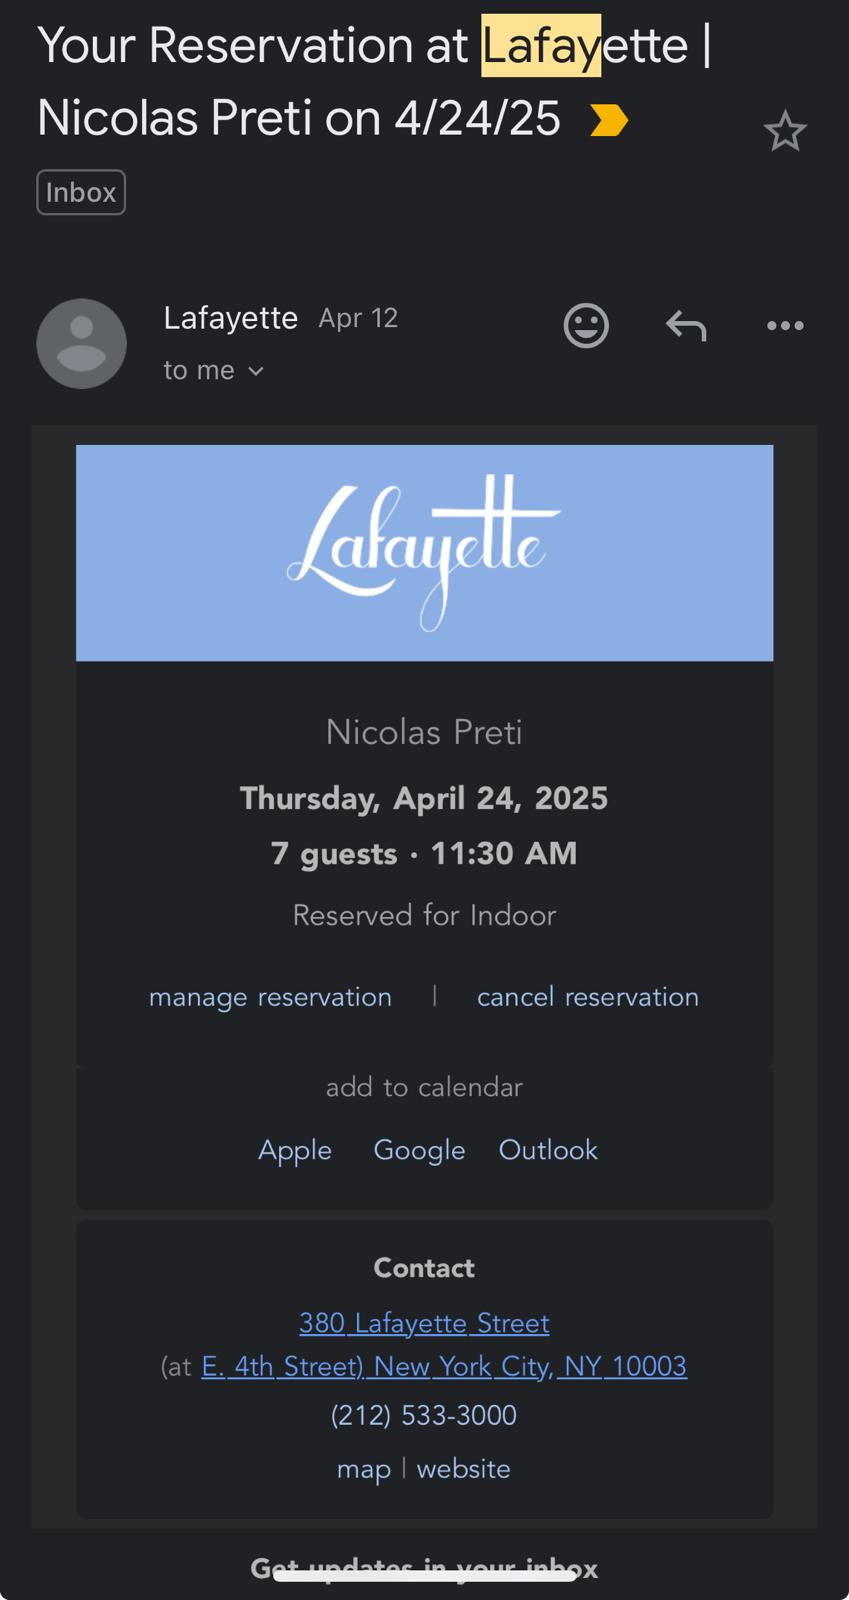 Your Reservation at Lafayette |
Nicolas Preti on 4/24/25
Inbox
Lafayette Apr 12
to me
Lafayette
Nicolas Preti
Thursday, April 24, 2025
7 guests · 11:30 AM
Reserved for Indoor
manage reservation | cancel reservation
add to calendar
Apple Google Outlook
Contact
380 Lafayette Street
(at E. 4th Street) New York City, NY 10003
(212) 533-3000
map | website
Get updates in your inbox